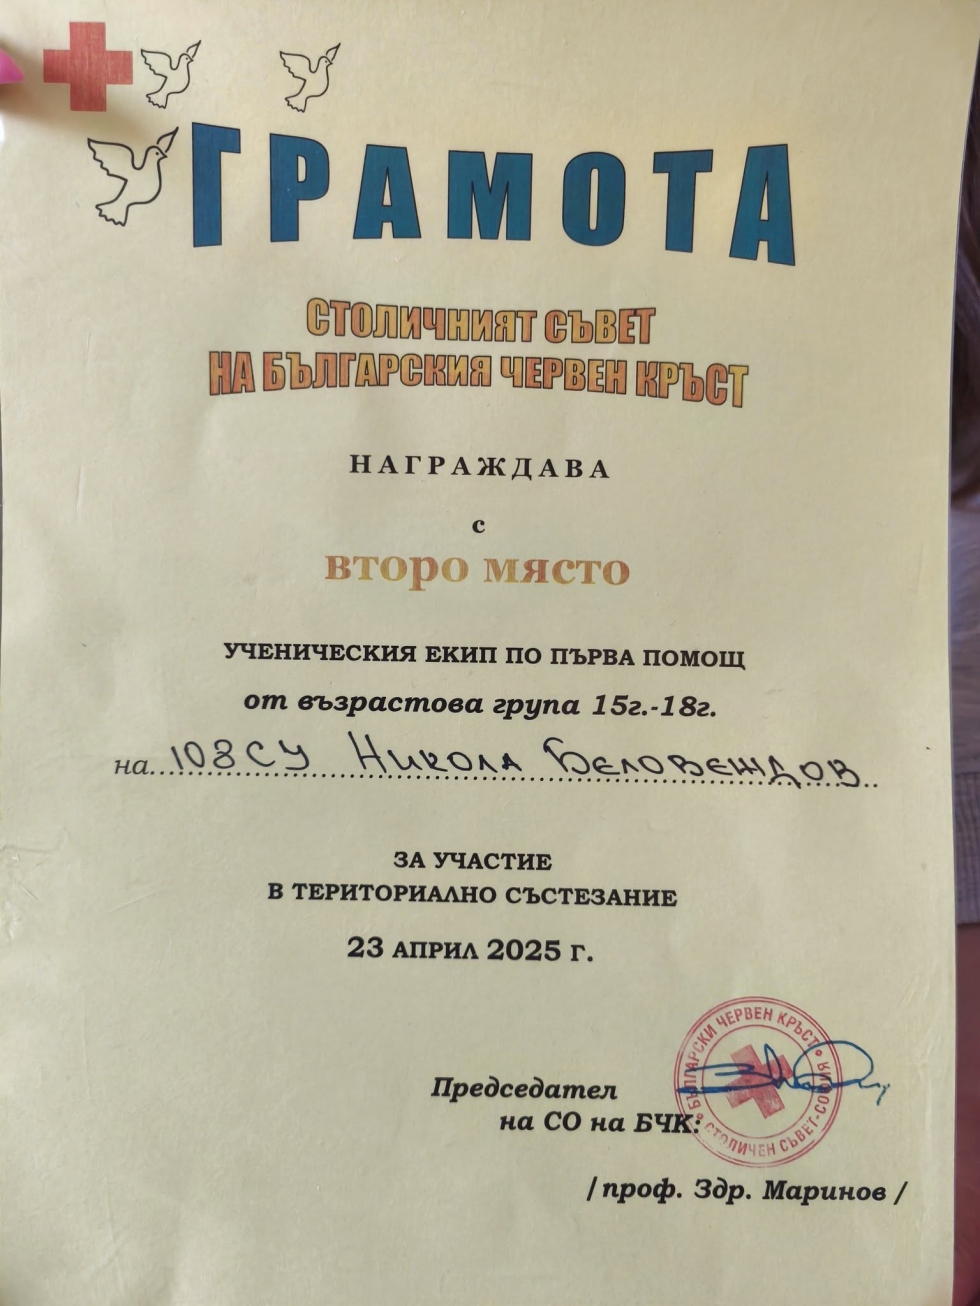 ГРАМОТА
СТОЛИЧНИЯТ СЪВЕТ
НА БЪЛГАРСКИЯ ЧЕРВЕН КРЪСТ
НАГРАЖДАВА
с
второ място
УЧЕНИЧЕСКИЯ ЕКИП ПО ПЪРВА ПОМОЩ
от възрастова група 15г.-18г.
на...108СУ Никола Беловеждов..
ЗА УЧАСТИЕ
В ТЕРИТОРИАЛНО СЪСТЕЗАНИЕ
23 АПРИЛ 2025 г.
БЪЛГАРСКИ ЧЕРВЕН КРЪСТ
СТОЛИЧЕН СЪВЕТ-СОФИЯ
Председател
на СО на БЧК:
/проф. Здр. Маринов /